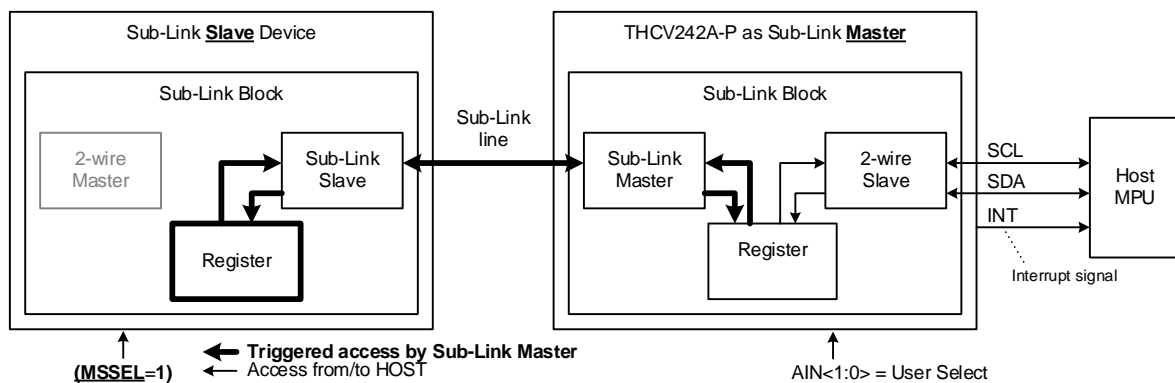 Sub-Link Slave Device
Sub-Link Block
2-wire
Master
Sub-Link
Slave
Register
(MSSEL=1)
Sub-Link
line
THCV242A-P as Sub-Link Master
Sub-Link Block
Sub-Link
Master
2-wire
Slave
Register
SCL
SDA
INT
Host
MPU
Interrupt signal
Triggered access by Sub-Link Master
Access from/to HOST
AIN<1:0> = User Select